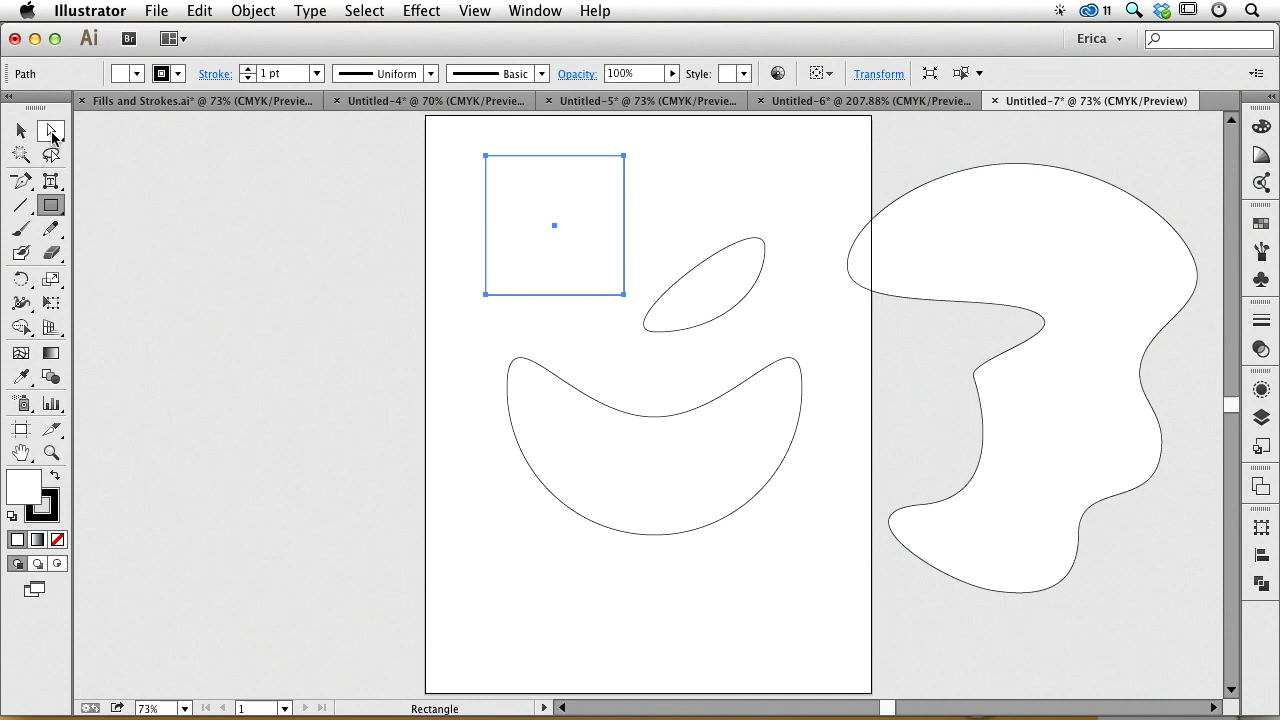 Illustrator File Edit Object Type Select Effect View Window Help 11
Ai Br Erica
Path Stroke: 1 pt Uniform Basic Opacity: 100% Style: Transform
× Fills and Strokes.ai* @ 73% (CMYK/Previe... × Untitled-4* @ 70% (CMYK/Previe... × Untitled-5* @ 73% (CMYK/Previe... × Untitled-6* @ 207.88% (CMYK/Previe... × Untitled-7* @ 73% (CMYK/Preview)
73% 1 Rectangle